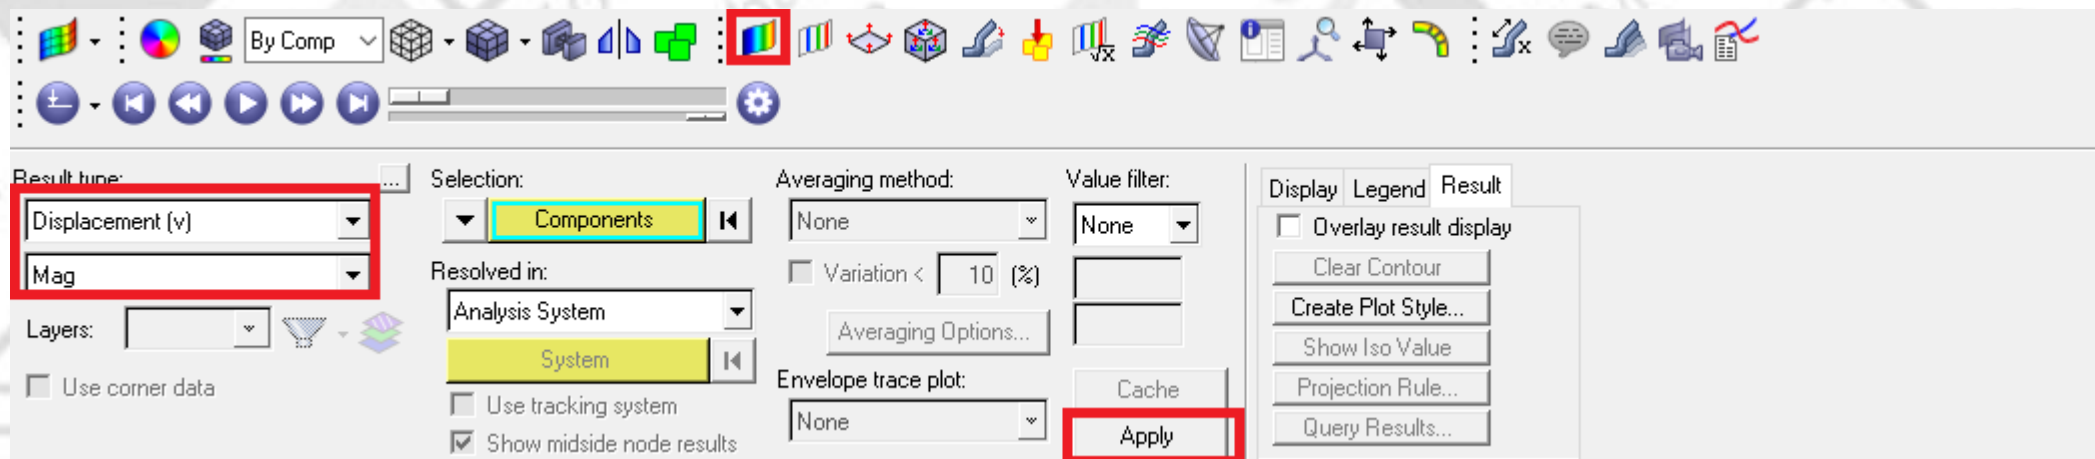 By Comp
Result type:
...
Selection:
Averaging method:
Value filter:
Display Legend Result
Displacement (v)
Components
None
None
Overlay result display
Mag
Resolved in:
Variation < 10 (%)
Clear Contour
Analysis System
Create Plot Style...
Layers:
Averaging Options...
System
Show Iso Value
Use corner data
Envelope trace plot:
Cache
Projection Rule...
Use tracking system
None
Apply
Query Results...
Show midside node results